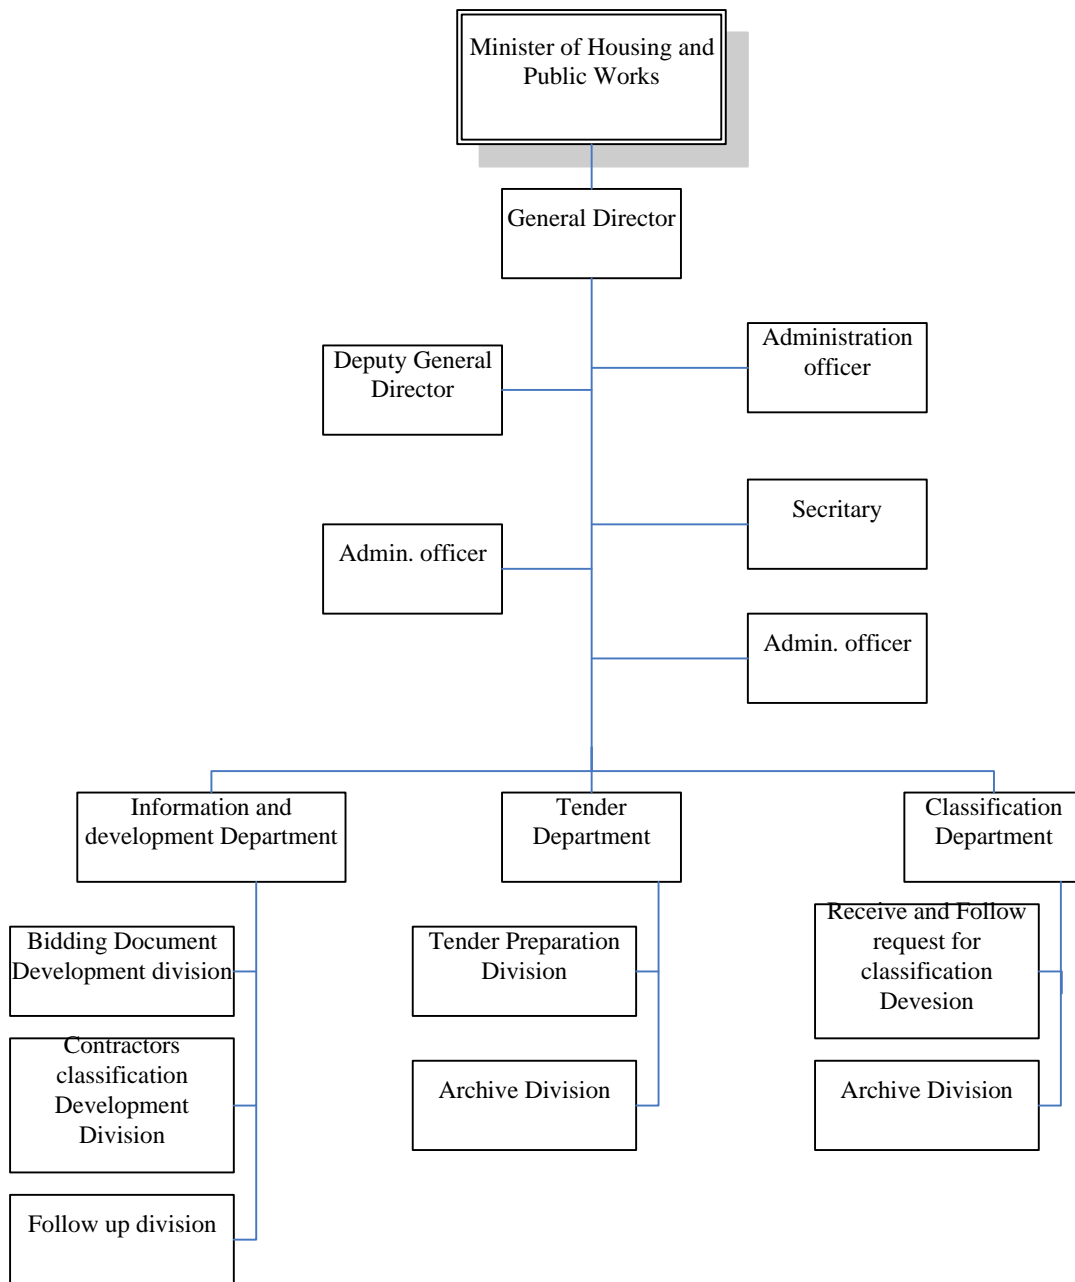 Minister of Housing and
Public Works
General Director
Deputy General
Director
Administration
officer
Secritary
Admin. officer
Admin. officer
Information and
development Department
Tender
Department
Classification
Department
Bidding Document
Development division
Contractors
classification
Development
Division
Follow up division
Tender Preparation
Division
Archive Division
Receive and Follow
request for
classification
Devesion
Archive Division